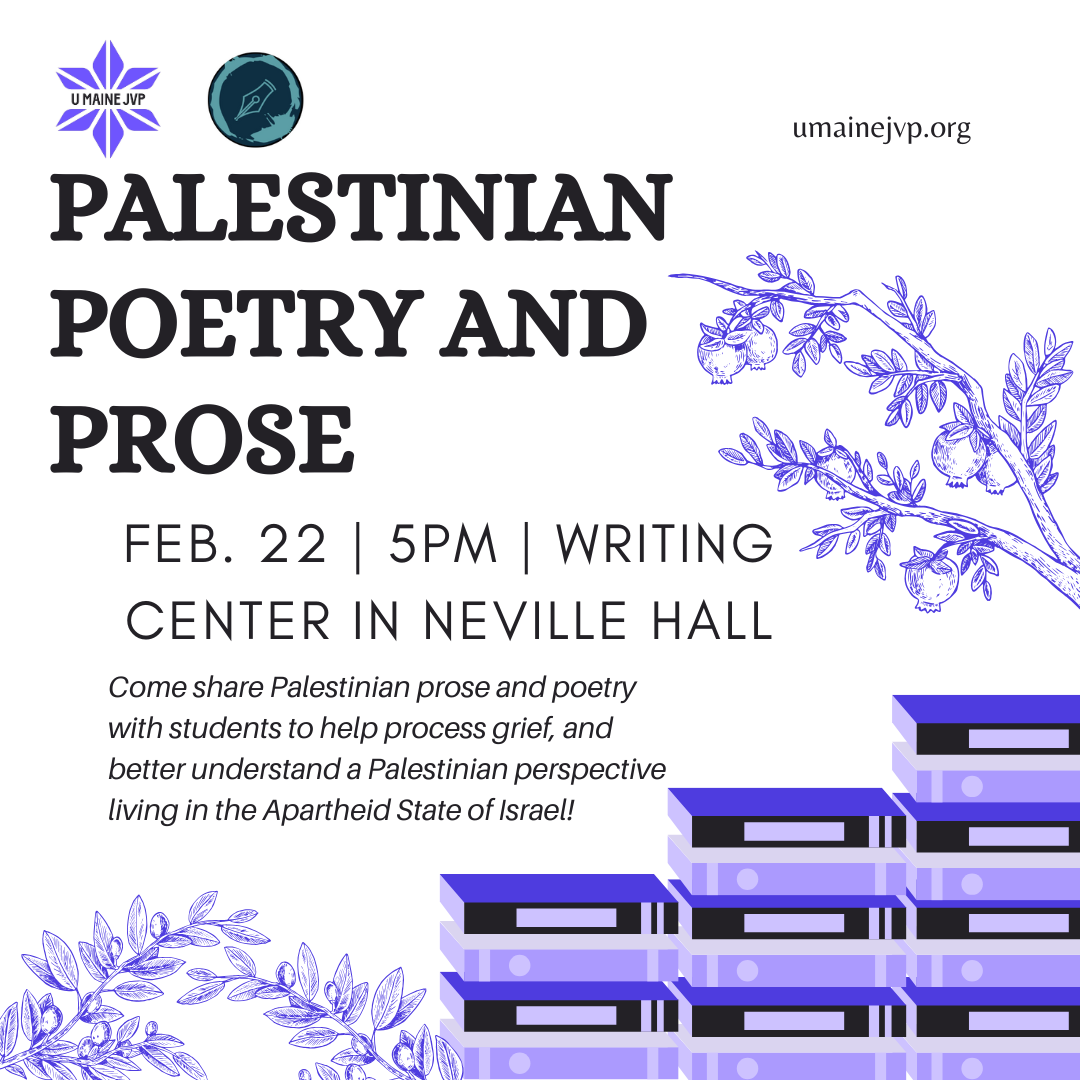 U MAINE JVP
umainejvp.org
PALESTINIAN
POETRY AND
PROSE
FEB. 22 | 5PM | WRITING
CENTER IN NEVILLE HALL
Come share Palestinian prose and poetry
with students to help process grief, and
better understand a Palestinian perspective
living in the Apartheid State of Israel!